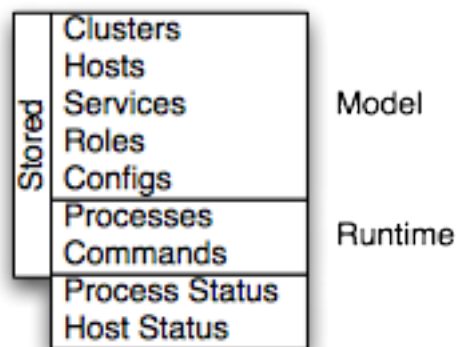 Stored
Clusters
Hosts
Services
Roles
Configs
Model
Processes
Commands
Runtime
Process Status
Host Status